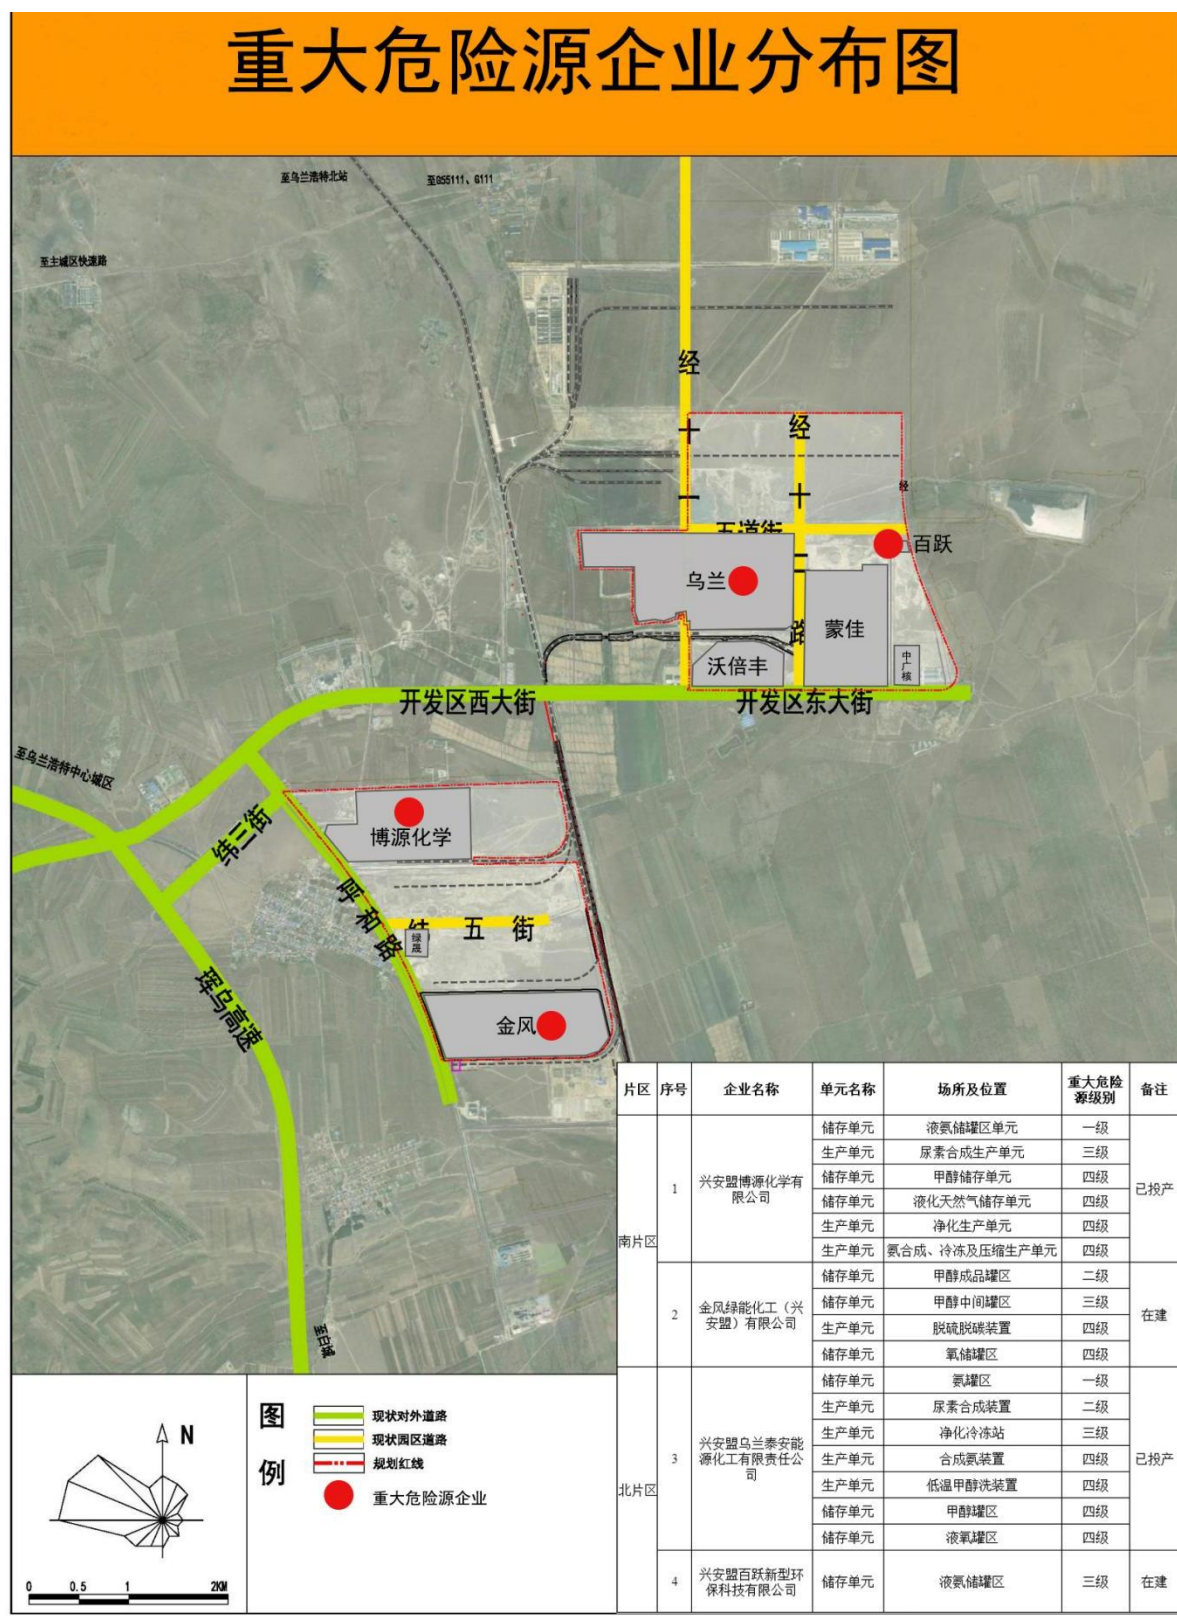 重大危险源企业分布图
至乌兰浩特北站
至G55111、G111
至主城区快速路
经
十
一
经
十
一
路
经
五道街
百跃
乌兰
蒙佳
沃倍丰
中广核
开发区西大街
开发区东大街
至乌兰浩特中心城区
纬三街
博源化学
呼和路
纬五街
绿晟
珲乌高速
金风
至白城
片区 序号 企业名称 单元名称 场所及位置 重大危险源级别 备注
南片区 1 兴安盟博源化学有限公司 储存单元 液氨储罐区单元 一级 已投产
生产单元 尿素合成生产单元 三级
储存单元 甲醇储存单元 四级
储存单元 液化天然气储存单元 四级
生产单元 净化生产单元 四级
生产单元 氨合成、冷冻及压缩生产单元 四级
2 金风绿能化工（兴安盟）有限公司 储存单元 甲醇成品罐区 二级 在建
储存单元 甲醇中间罐区 三级
生产单元 脱硫脱碳装置 四级
储存单元 氧储罐区 四级
北片区 3 兴安盟乌兰泰安能源化工有限责任公司 储存单元 氨罐区 一级 已投产
生产单元 尿素合成装置 二级
生产单元 净化冷冻站 三级
生产单元 合成氨装置 四级
生产单元 低温甲醇洗装置 四级
储存单元 甲醇罐区 四级
储存单元 液氧罐区 四级
4 兴安盟百跃新型环保科技有限公司 储存单元 液氨储罐区 三级 在建
N
0 0.5 1 2KM
图例
现状对外道路
现状园区道路
规划红线
重大危险源企业